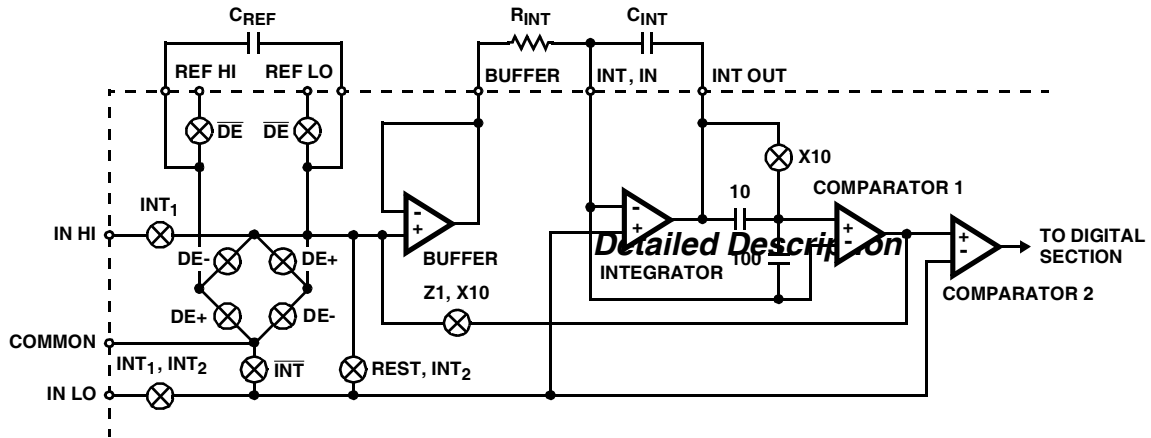 CREF
RINT
CINT
REF HI
REF LO
BUFFER
INT, IN
INT OUT
DE
DE
X10
10
COMPARATOR 1
INT1
IN HI
-
+
BUFFER
-
+
Detailed Description
INTEGRATOR
100
+
-
+
-
TO DIGITAL
SECTION
COMPARATOR 2
DE-
DE+
Z1, X10
DE+
DE-
COMMON
INT1, INT2
INT
REST, INT2
IN LO